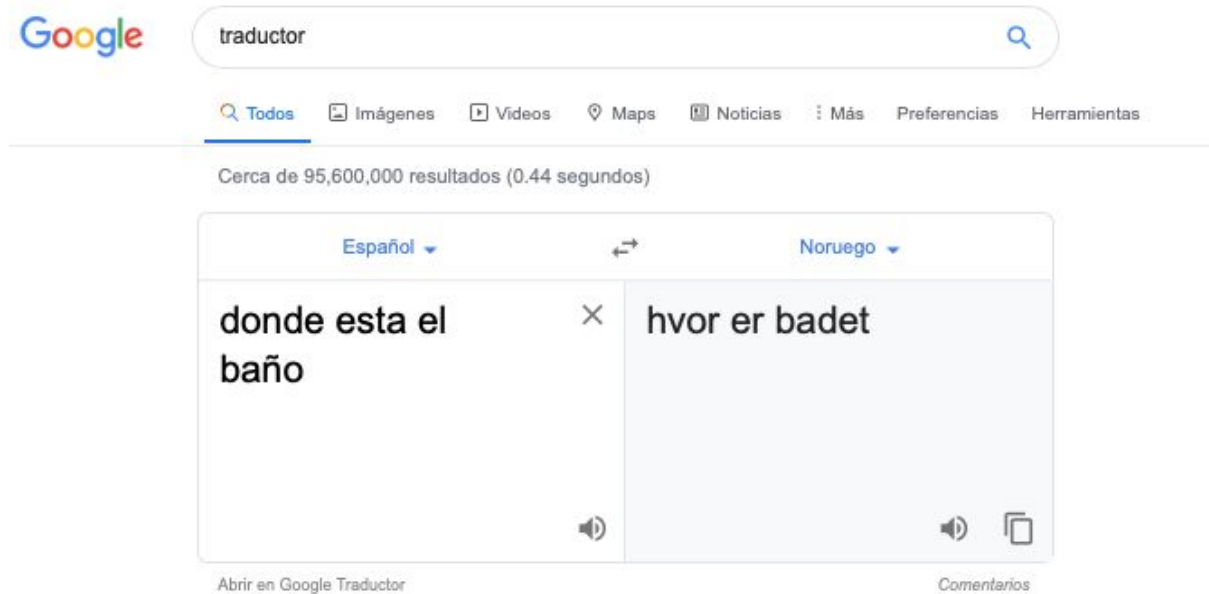 Google traductor
Todos Imágenes Videos Maps Noticias Más Preferencias Herramientas
Cerca de 95,600,000 resultados (0.44 segundos)
Español Noruego
donde esta el hvor er badet
baño
Abrir en Google Traductor Comentarios